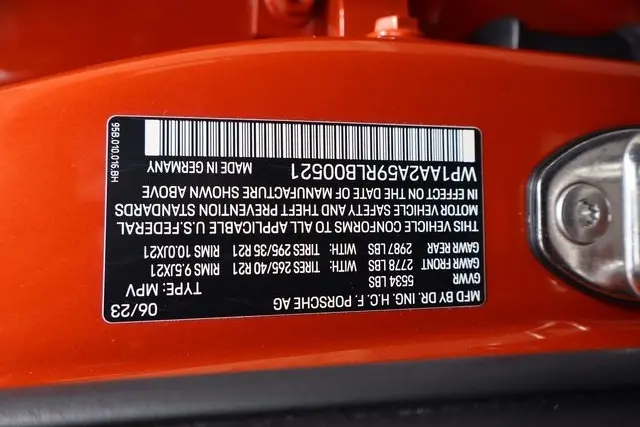 MFD BY DR. ING. H.C. F. PORSCHE AG 06/23
GVWR TYPE: MPV
5634 LBS
GAWR FRONT
2778 LBS WITH: TIRES 265/40 R21 RIMS 9.5JX21
GAWR REAR
2987 LBS WITH: TIRES 295/35 R21 RIMS 10.0JX21
THIS VEHICLE CONFORMS TO ALL APPLICABLE U.S.FEDERAL
MOTOR VEHICLE SAFETY AND THEFT PREVENTION STANDARDS
IN EFFECT ON THE DATE OF MANUFACTURE SHOWN ABOVE
WP1AA2A59RLB00521 MADE IN GERMANY
95B.010.016.BH